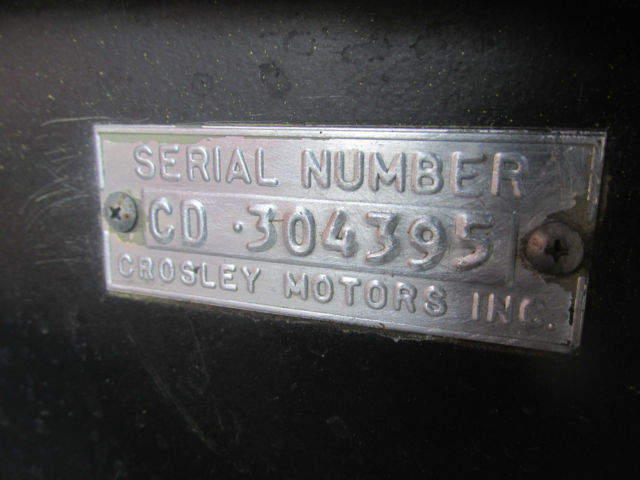 SERIAL NUMBER
CD·304395
CROSLEY MOTORS INC.